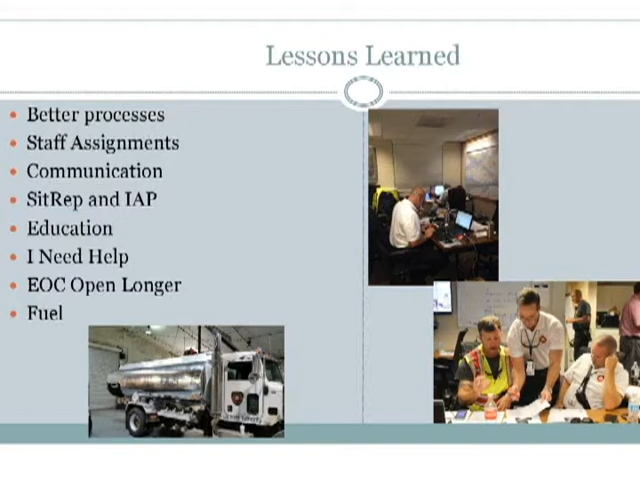 Lessons Learned
• Better processes
• Staff Assignments
• Communication
• SitRep and IAP
• Education
• I Need Help
• EOC Open Longer
• Fuel